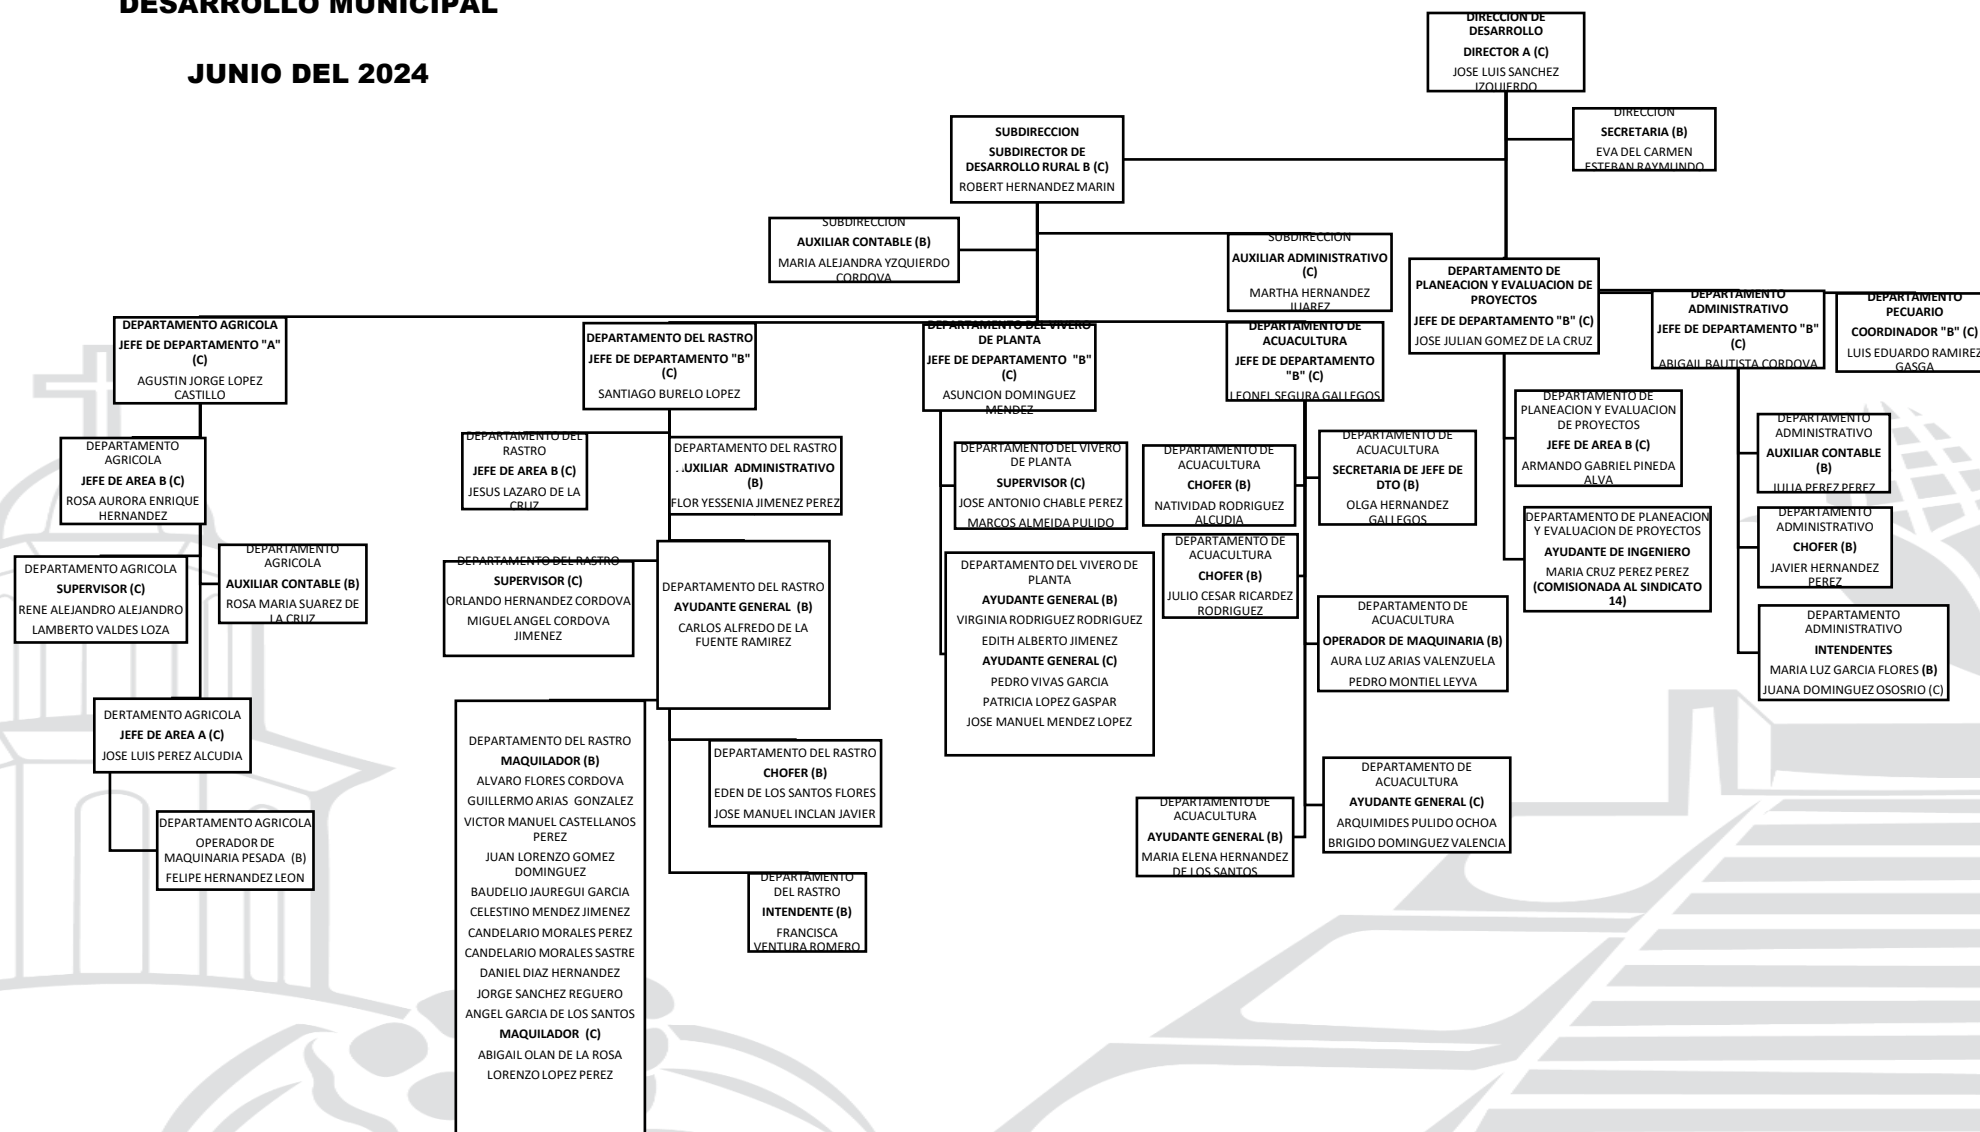 DESARROLLO MUNICIPAL
JUNIO DEL 2024
DIRECCION DE
DESARROLLO
DIRECTOR A (C)
JOSE LUIS SANCHEZ
IZQUIERDO
DIRECCION
SECRETARIA (B)
EVA DEL CARMEN
ESTEBAN RAYMUNDO
SUBDIRECCION
SUBDIRECTOR DE
DESARROLLO RURAL B (C)
ROBERT HERNANDEZ MARIN
SUBDIRECCION
AUXILIAR CONTABLE (B)
MARIA ALEJANDRA YZQUIERDO
CORDOVA
SUBDIRECCION
AUXILIAR ADMINISTRATIVO
(C)
MARTHA HERNANDEZ
JUAREZ
DEPARTAMENTO DE
PLANEACION Y EVALUACION DE
PROYECTOS
JEFE DE DEPARTAMENTO "B" (C)
JOSE JULIAN GOMEZ DE LA CRUZ
DEPARTAMENTO
ADMINISTRATIVO
JEFE DE DEPARTAMENTO "B"
(C)
ABIGAIL BAUTISTA CORDOVA
DEPARTAMENTO
PECUARIO
COORDINADOR "B" (C)
LUIS EDUARDO RAMIREZ
GASGA
DEPARTAMENTO AGRICOLA
JEFE DE DEPARTAMENTO "A"
(C)
AGUSTIN JORGE LOPEZ
CASTILLO
DEPARTAMENTO DEL RASTRO
JEFE DE DEPARTAMENTO "B"
(C)
SANTIAGO BURELO LOPEZ
DEPARTAMENTO DEL VIVERO
DE PLANTA
JEFE DE DEPARTAMENTO "B"
(C)
ASUNCION DOMINGUEZ
MENDEZ
DEPARTAMENTO DE
ACUACULTURA
JEFE DE DEPARTAMENTO
"B" (C)
LEONEL SEGURA GALLEGOS
DEPARTAMENTO
AGRICOLA
JEFE DE AREA B (C)
ROSA AURORA ENRIQUE
HERNANDEZ
DEPARTAMENTO AGRICOLA
SUPERVISOR (C)
RENE ALEJANDRO ALEJANDRO
LAMBERTO VALDES LOZA
DEPARTAMENTO
AGRICOLA
AUXILIAR CONTABLE (B)
ROSA MARIA SUAREZ DE
LA CRUZ
DERTAMENTO AGRICOLA
JEFE DE AREA A (C)
JOSE LUIS PEREZ ALCUDIA
DEPARTAMENTO AGRICOLA
OPERADOR DE
MAQUINARIA PESADA (B)
FELIPE HERNANDEZ LEON
DEPARTAMENTO DEL
RASTRO
JEFE DE AREA B (C)
JESUS LAZARO DE LA
CRUZ
DEPARTAMENTO DEL RASTRO
. .UXILIAR ADMINISTRATIVO
(B)
FLOR YESSENIA JIMENEZ PEREZ
DEPARTAMENTO DEL RASTRO
SUPERVISOR (C)
ORLANDO HERNANDEZ CORDOVA
MIGUEL ANGEL CORDOVA
JIMENEZ
DEPARTAMENTO DEL RASTRO
AYUDANTE GENERAL (B)
CARLOS ALFREDO DE LA
FUENTE RAMIREZ
DEPARTAMENTO DEL RASTRO
MAQUILADOR (B)
ALVARO FLORES CORDOVA
GUILLERMO ARIAS GONZALEZ
VICTOR MANUEL CASTELLANOS
PEREZ
JUAN LORENZO GOMEZ
DOMINGUEZ
BAUDELIO JAUREGUI GARCIA
CELESTINO MENDEZ JIMENEZ
CANDELARIO MORALES PEREZ
CANDELARIO MORALES SASTRE
DANIEL DIAZ HERNANDEZ
JORGE SANCHEZ REGUERO
ANGEL GARCIA DE LOS SANTOS
MAQUILADOR (C)
ABIGAIL OLAN DE LA ROSA
LORENZO LOPEZ PEREZ
DEPARTAMENTO DEL RASTRO
CHOFER (B)
EDEN DE LOS SANTOS FLORES
JOSE MANUEL INCLAN JAVIER
DEPARTAMENTO
DEL RASTRO
INTENDENTE (B)
FRANCISCA
VENTURA ROMERO
DEPARTAMENTO DEL VIVERO
DE PLANTA
SUPERVISOR (C)
JOSE ANTONIO CHABLE PEREZ
MARCOS ALMEIDA PULIDO
DEPARTAMENTO DEL VIVERO DE
PLANTA
AYUDANTE GENERAL (B)
VIRGINIA RODRIGUEZ RODRIGUEZ
EDITH ALBERTO JIMENEZ
AYUDANTE GENERAL (C)
PEDRO VIVAS GARCIA
PATRICIA LOPEZ GASPAR
JOSE MANUEL MENDEZ LOPEZ
DEPARTAMENTO DE
ACUACULTURA
CHOFER (B)
NATIVIDAD RODRIGUEZ
ALCUDIA
DEPARTAMENTO DE
ACUACULTURA
SECRETARIA DE JEFE DE
DTO (B)
OLGA HERNANDEZ
GALLEGOS
DEPARTAMENTO DE
ACUACULTURA
CHOFER (B)
JULIO CESAR RICARDEZ
RODRIGUEZ
DEPARTAMENTO DE
ACUACULTURA
OPERADOR DE MAQUINARIA (B)
AURA LUZ ARIAS VALENZUELA
PEDRO MONTIEL LEYVA
DEPARTAMENTO DE
ACUACULTURA
AYUDANTE GENERAL (B)
MARIA ELENA HERNANDEZ
DE LOS SANTOS
DEPARTAMENTO DE
ACUACULTURA
AYUDANTE GENERAL (C)
ARQUIMIDES PULIDO OCHOA
BRIGIDO DOMINGUEZ VALENCIA
DEPARTAMENTO DE
PLANEACION Y EVALUACION
DE PROYECTOS
JEFE DE AREA B (C)
ARMANDO GABRIEL PINEDA
ALVA
DEPARTAMENTO DE PLANEACION
Y EVALUACION DE PROYECTOS
AYUDANTE DE INGENIERO
MARIA CRUZ PEREZ PEREZ
(COMISIONADA AL SINDICATO
14)
DEPARTAMENTO
ADMINISTRATIVO
AUXILIAR CONTABLE
(B)
JULIA PEREZ PEREZ
DEPARTAMENTO
ADMINISTRATIVO
CHOFER (B)
JAVIER HERNANDEZ
PEREZ
DEPARTAMENTO
ADMINISTRATIVO
INTENDENTES
MARIA LUZ GARCIA FLORES (B)
JUANA DOMINGUEZ OSOSRIO (C)